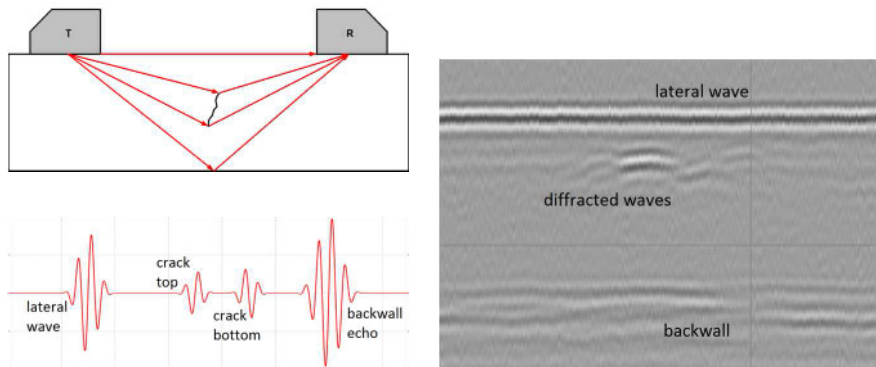 T
R
lateral wave
diffracted waves
backwall
lateral
wave
crack
top
crack
bottom
backwall
echo